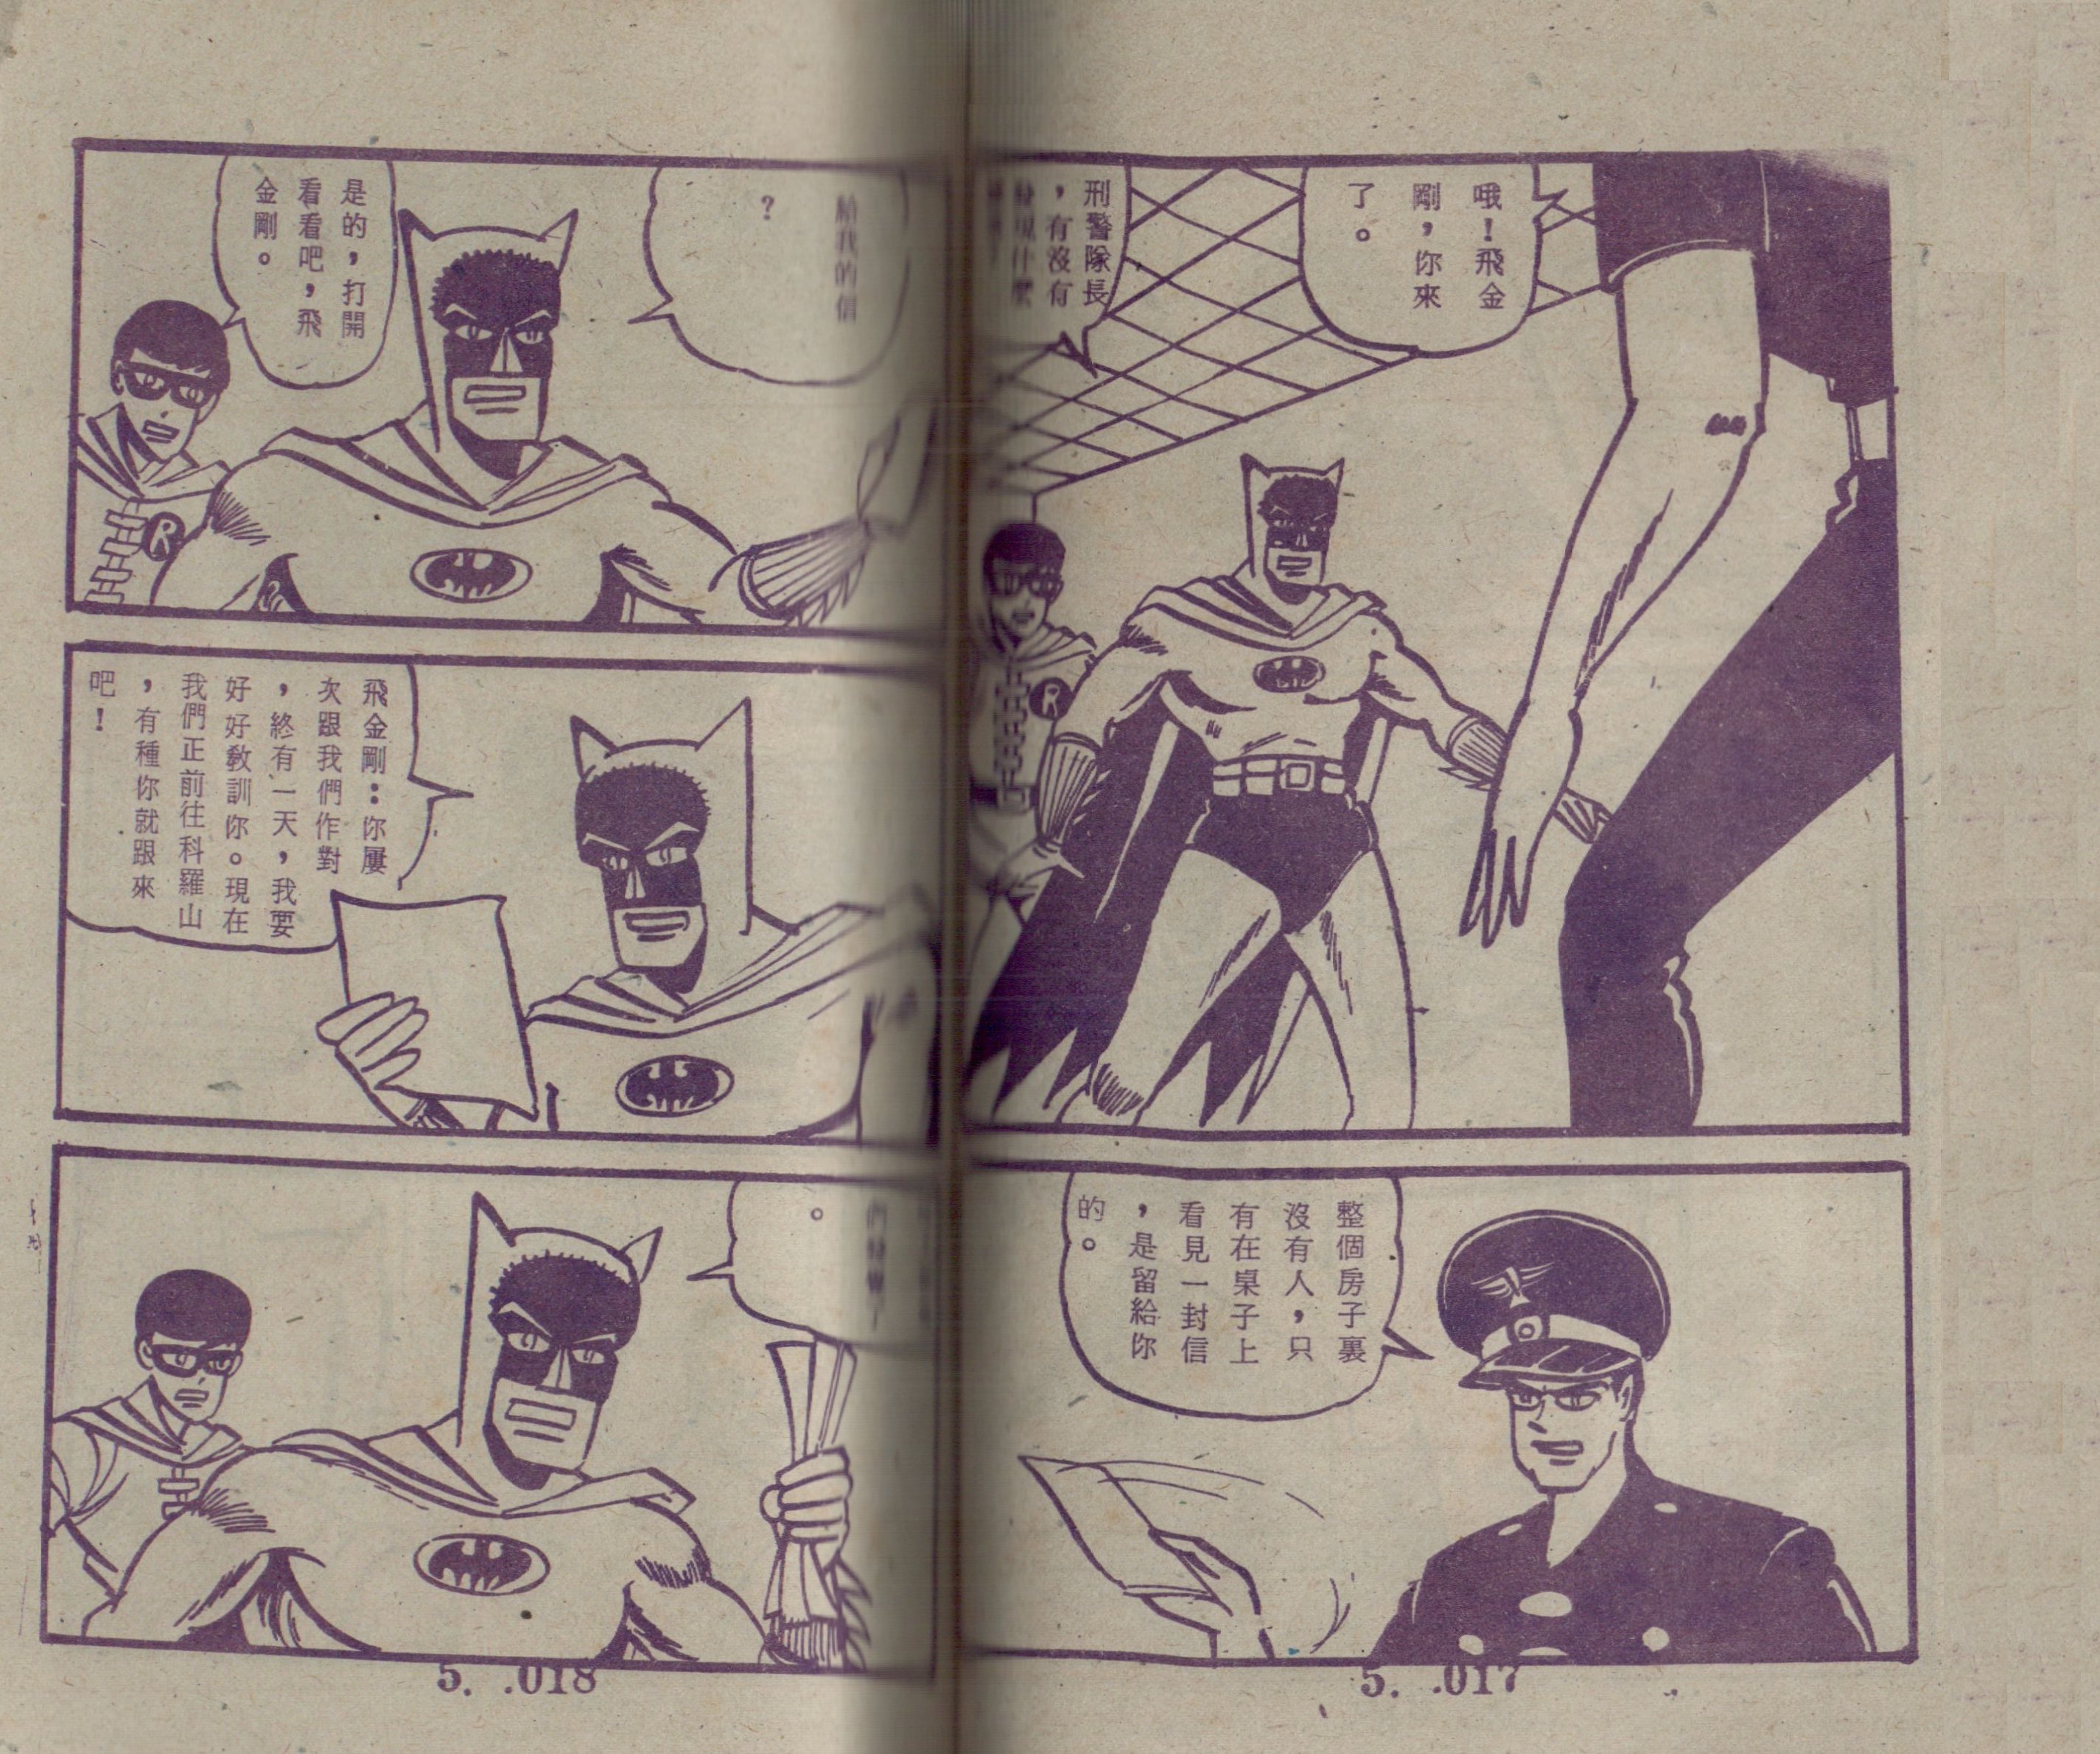 哦！飛金
剛，你來
了。
刑警隊長
，有沒有
發現什麼
整個房子裏
沒有人，只
有在桌子上
看見一封信
，是留給你
的。
R
5. .017
給我的信
？
是的，打開
看看吧，飛
金剛。
R
飛金剛：你屢
次跟我們作對
，終有一天，我要
好好教訓你。現在
我們正前往科羅山
，有種你就跟來
吧！
。
5. .018